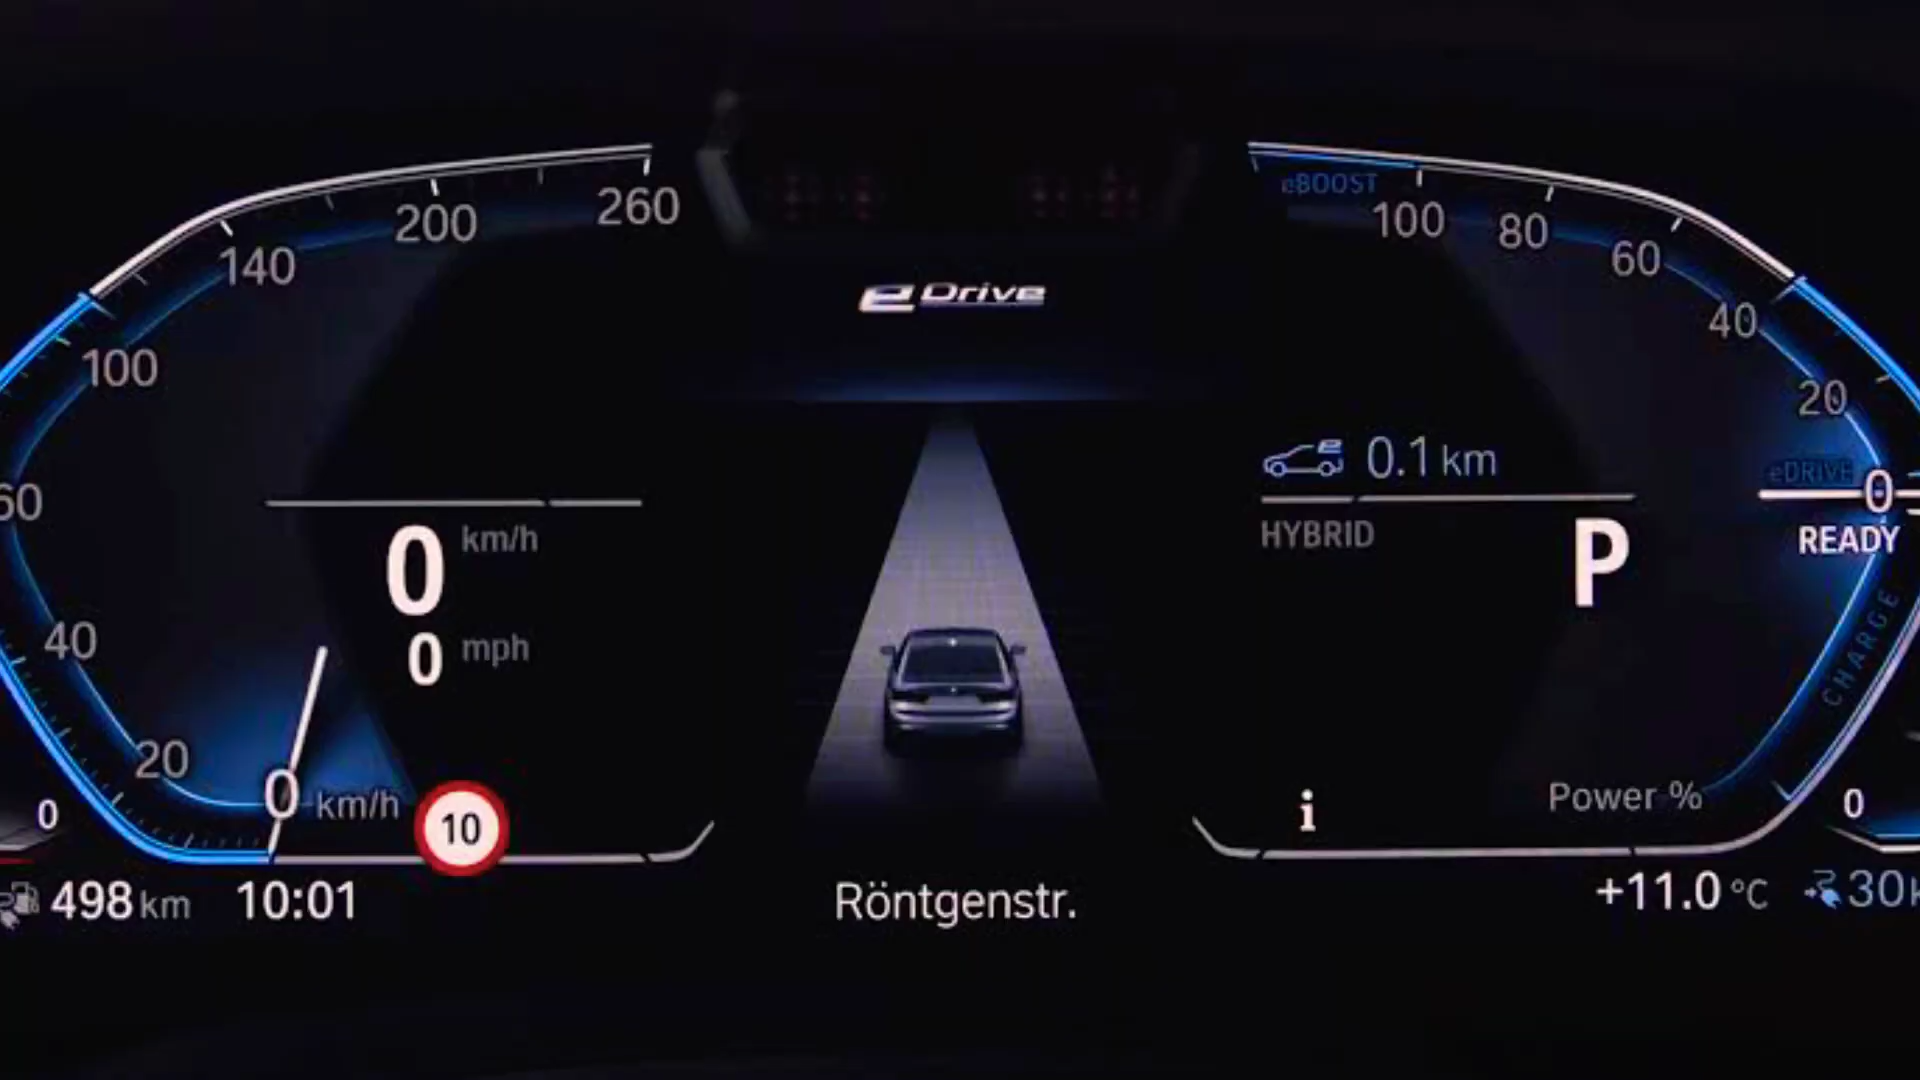 260
200
140
100
60
40
20
0 km/h
0 km/h
0 mph
10
0
498 km
10:01
e Drive
Röntgenstr.
eBOOST
100
80
60
40
20
eDRIVE
0
READY
CHARGE
0.1 km
HYBRID
P
i
Power %
0
+11.0 °C
30